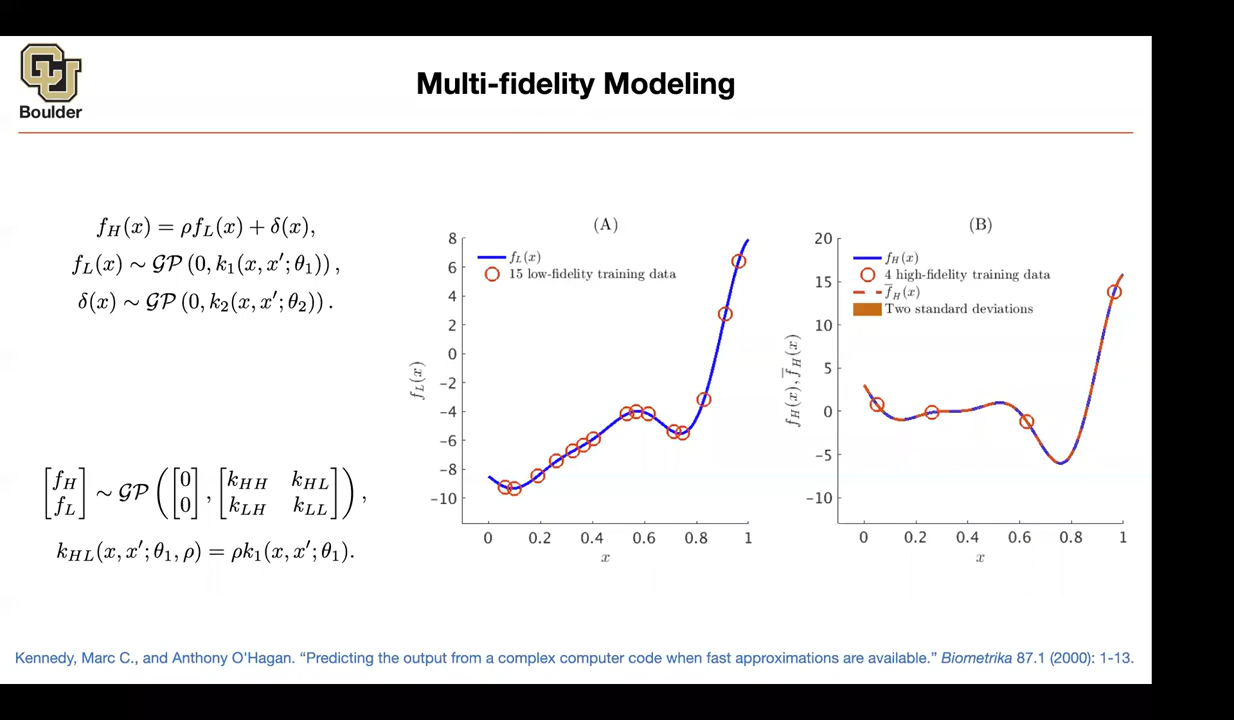 CU
Boulder
Multi-fidelity Modeling
f_H(x) = ρf_L(x) + δ(x),
f_L(x) ∼ 𝒢𝒫 (0, k_1(x, x′; θ_1)) ,
δ(x) ∼ 𝒢𝒫 (0, k_2(x, x′; θ_2)) .
[f_H f_L] ∼ 𝒢𝒫 ([0 0] , [k_HH k_HL k_LH k_LL]) ,
k_HL(x, x′; θ_1, ρ) = ρk_1(x, x′; θ_1).
(A)
f_L(x)
15 low-fidelity training data
8
6
4
2
0
−2
−4
−6
−8
−10
f_L(x)
0 0.2 0.4 0.6 0.8 1
x
(B)
f_H(x)
4 high-fidelity training data
f̅_H(x)
Two standard deviations
20
15
10
5
0
−5
−10
f_H(x), f̅_H(x)
0 0.2 0.4 0.6 0.8 1
x
Kennedy, Marc C., and Anthony O'Hagan. “Predicting the output from a complex computer code when fast approximations are available.” Biometrika 87.1 (2000): 1-13.